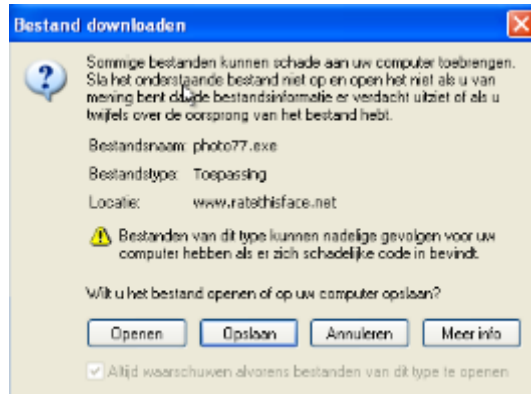 Bestand downloaden
Sommige bestanden kunnen schade aan uw computer toebrengen.
Sla het onderstaande bestand niet op en open het niet als u van
mening bent dat de bestandsinformatie er verdacht uitziet of als u
twijfels over de oorsprong van het bestand hebt.
Bestandsnaam: photo77.exe
Bestandstype: Toepassing
Locatie: www.ratethisface.net
Bestanden van dit type kunnen nadelige gevolgen voor uw
computer hebben als er zich schadelijke code in bevindt.
Wilt u het bestand openen of op uw computer opslaan?
Openen Opslaan Annuleren Meer info
Altijd waarschuwen alvorens bestanden van dit type te openen